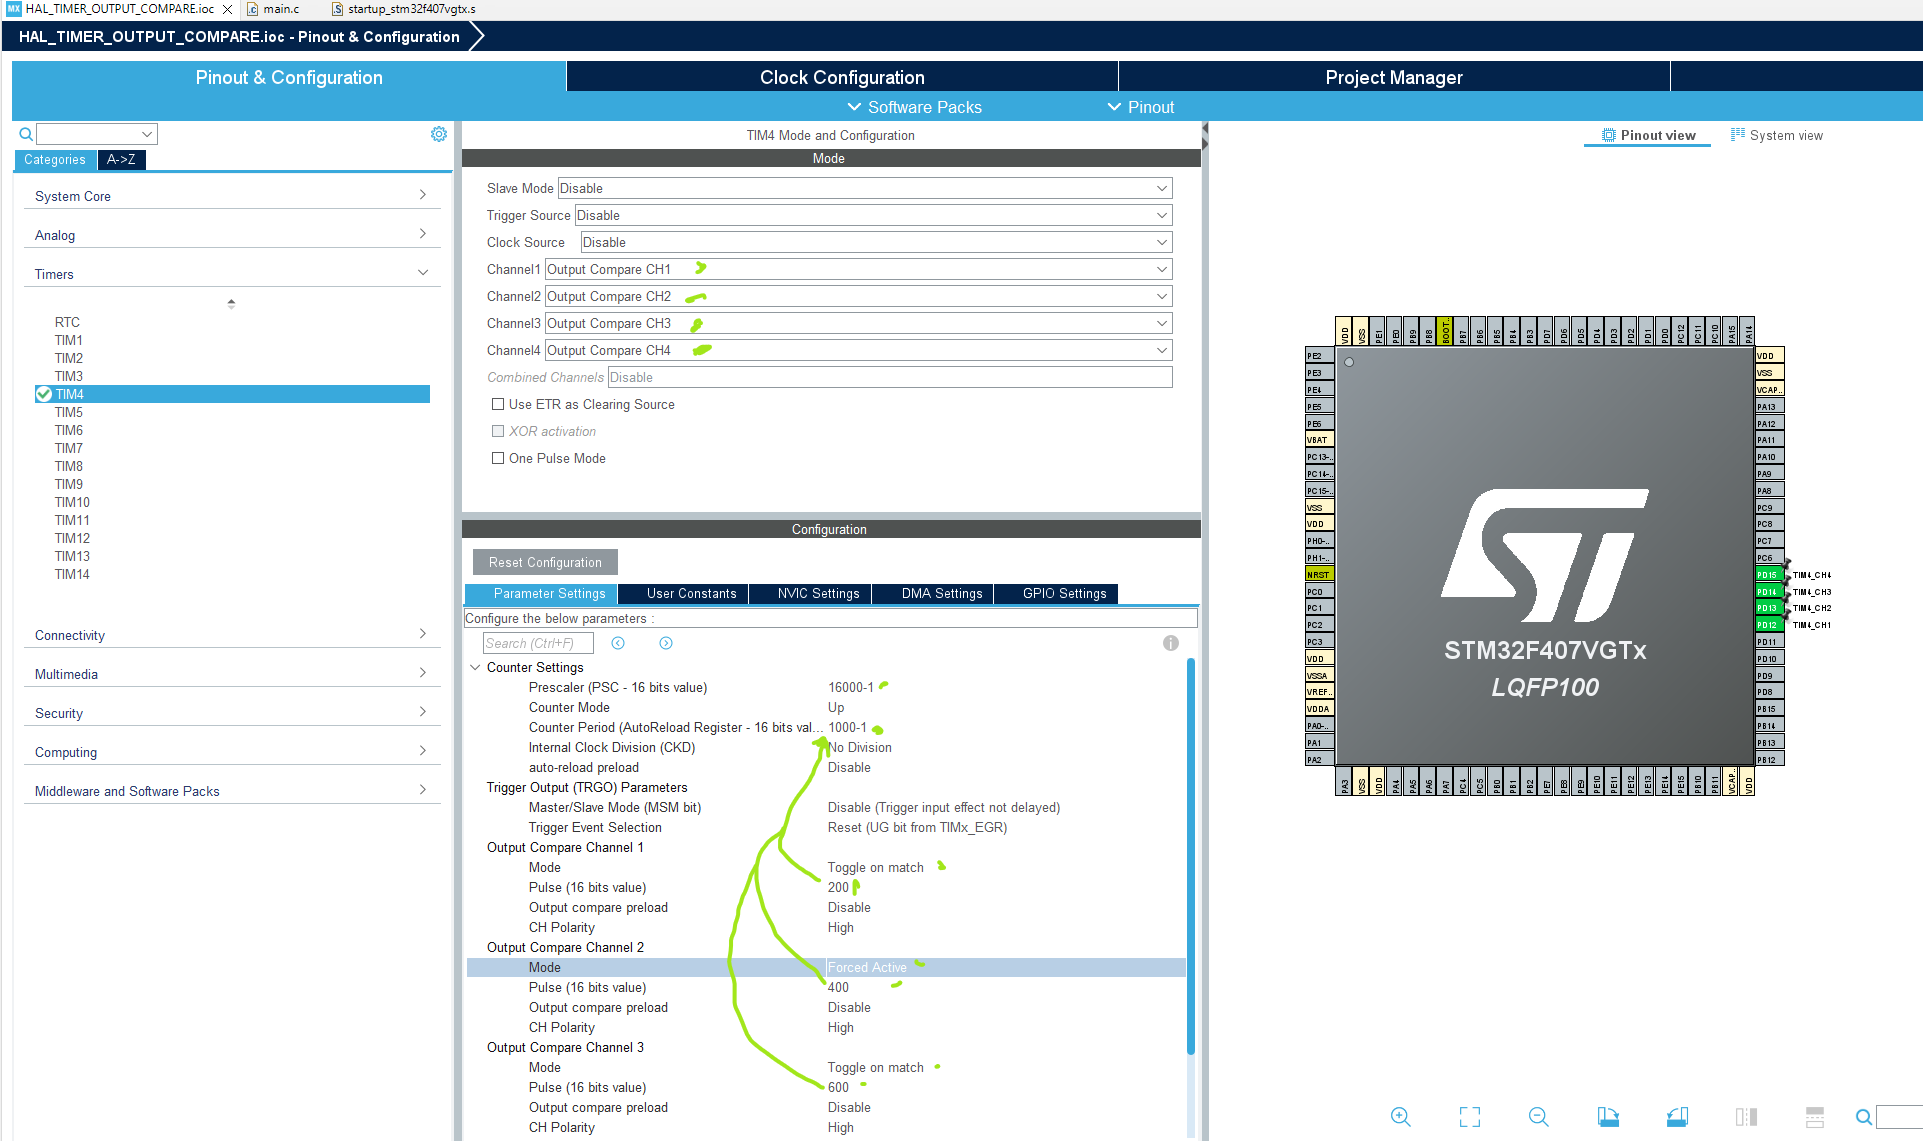 MX HAL_TIMER_OUTPUT_COMPARE.ioc
main.c
startup_stm32f407vgtx.s
HAL_TIMER_OUTPUT_COMPARE.ioc - Pinout & Configuration
Pinout & Configuration
Clock Configuration
Project Manager
Software Packs
Pinout
Categories
A->Z
System Core
Analog
Timers
RTC
TIM1
TIM2
TIM3
TIM4
TIM5
TIM6
TIM7
TIM8
TIM9
TIM10
TIM11
TIM12
TIM13
TIM14
Connectivity
Multimedia
Security
Computing
Middleware and Software Packs
TIM4 Mode and Configuration
Mode
Slave Mode Disable
Trigger Source Disable
Clock Source Disable
Channel1 Output Compare CH1
Channel2 Output Compare CH2
Channel3 Output Compare CH3
Channel4 Output Compare CH4
Combined Channels Disable
Use ETR as Clearing Source
XOR activation
One Pulse Mode
Configuration
Reset Configuration
Parameter Settings
User Constants
NVIC Settings
DMA Settings
GPIO Settings
Configure the below parameters :
Search (Ctrl+F)
Counter Settings
Prescaler (PSC - 16 bits value) 16000-1
Counter Mode Up
Counter Period (AutoReload Register - 16 bits val... 1000-1
Internal Clock Division (CKD) No Division
auto-reload preload Disable
Trigger Output (TRGO) Parameters
Master/Slave Mode (MSM bit) Disable (Trigger input effect not delayed)
Trigger Event Selection Reset (UG bit from TIMx_EGR)
Output Compare Channel 1
Mode Toggle on match
Pulse (16 bits value) 200
Output compare preload Disable
CH Polarity High
Output Compare Channel 2
Mode Forced Active
Pulse (16 bits value) 400
Output compare preload Disable
CH Polarity High
Output Compare Channel 3
Mode Toggle on match
Pulse (16 bits value) 600
Output compare preload Disable
CH Polarity High
Pinout view
System view
VDD VSS PE1 PE0 PB9 PB8 BOOT.. PB7 PB6 PB5 PB4 PB3 PD7 PD6 PD5 PD4 PD3 PD2 PD1 PD0 PC12 PC11 PC10 PA15 PA14
PE2
PE3
PE4
PE5
PE6
VBAT
PC13-..
PC14-..
PC15-..
VSS
VDD
PH0-..
PH1-..
NRST
PC0
PC1
PC2
PC3
VDD
VSSA
VREF..
VDDA
PA0-..
PA1
PA2
ST
STM32F407VGTx
LQFP100
VDD
VSS
VCAP..
PA13
PA12
PA11
PA10
PA9
PA8
PC9
PC8
PC7
PC6
PD15 TIM4_CH4
PD14 TIM4_CH3
PD13 TIM4_CH2
PD12 TIM4_CH1
PD11
PD10
PD9
PD8
PB15
PB14
PB13
PB12
PA3 VSS VDD PA4 PA5 PA6 PA7 PC4 PC5 PB0 PB1 PB2 PE7 PE8 PE9 PE10 PE11 PE12 PE13 PE14 PE15 PB10 PB11 VCAP.. VDD